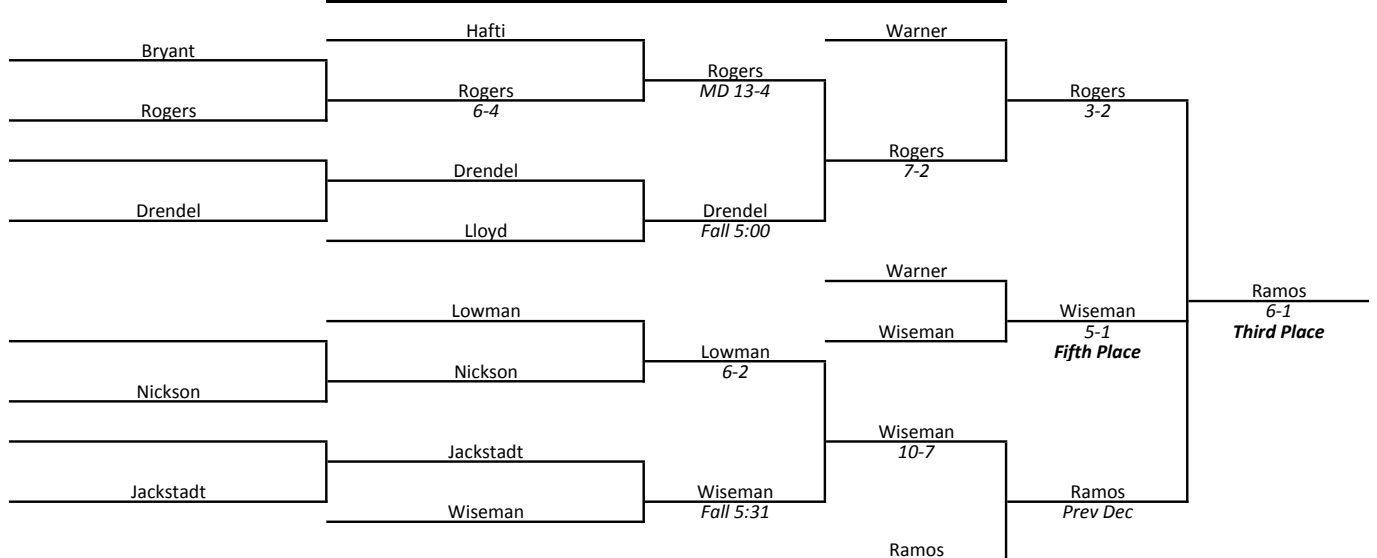 Hafti
Warner
Bryant
Rogers
MD 13-4
Rogers
6-4
Rogers
3-2
Rogers
Rogers
7-2
Drendel
Drendel
Drendel
Fall 5:00
Lloyd
Warner
Ramos
6-1
Third Place
Lowman
Wiseman
5-1
Fifth Place
Wiseman
Lowman
6-2
Nickson
Nickson
Wiseman
10-7
Jackstadt
Jackstadt
Wiseman
Fall 5:31
Ramos
Prev Dec
Wiseman
Ramos